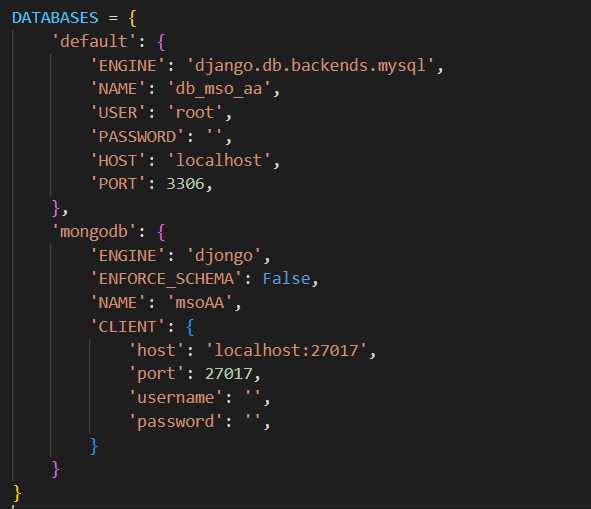 DATABASES = {
    'default': {
        'ENGINE': 'django.db.backends.mysql',
        'NAME': 'db_mso_aa',
        'USER': 'root',
        'PASSWORD': '',
        'HOST': 'localhost',
        'PORT': 3306,
    },
    'mongodb': {
        'ENGINE': 'djongo',
        'ENFORCE_SCHEMA': False,
        'NAME': 'msoAA',
        'CLIENT': {
            'host': 'localhost:27017',
            'port': 27017,
            'username': '',
            'password': '',
        }
    }
}